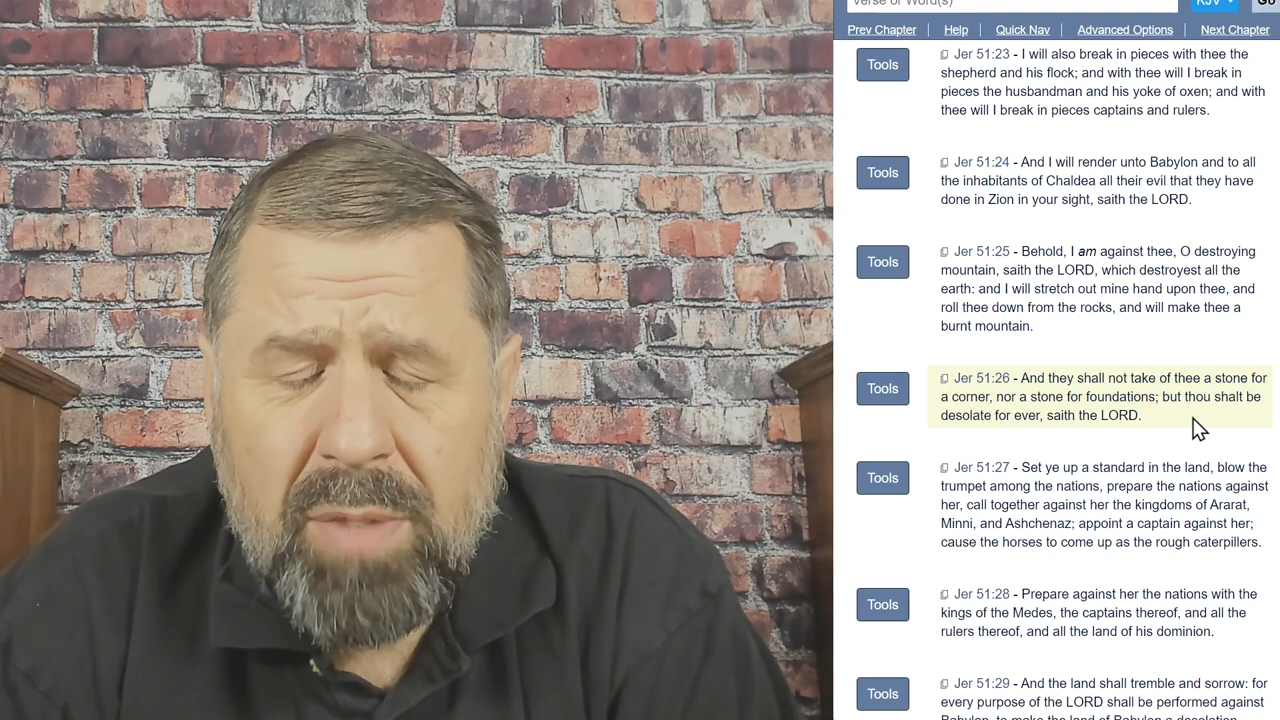 Verse or Word(s) KJV Go
Prev Chapter Help Quick Nav Advanced Options Next Chapter
Tools
Jer 51:23 - I will also break in pieces with thee the
shepherd and his flock; and with thee will I break in
pieces the husbandman and his yoke of oxen; and with
thee will I break in pieces captains and rulers.
Tools
Jer 51:24 - And I will render unto Babylon and to all
the inhabitants of Chaldea all their evil that they have
done in Zion in your sight, saith the LORD.
Tools
Jer 51:25 - Behold, I am against thee, O destroying
mountain, saith the LORD, which destroyest all the
earth: and I will stretch out mine hand upon thee, and
roll thee down from the rocks, and will make thee a
burnt mountain.
Tools
Jer 51:26 - And they shall not take of thee a stone for
a corner, nor a stone for foundations; but thou shalt be
desolate for ever, saith the LORD.
Tools
Jer 51:27 - Set ye up a standard in the land, blow the
trumpet among the nations, prepare the nations against
her, call together against her the kingdoms of Ararat,
Minni, and Ashchenaz; appoint a captain against her;
cause the horses to come up as the rough caterpillers.
Tools
Jer 51:28 - Prepare against her the nations with the
kings of the Medes, the captains thereof, and all the
rulers thereof, and all the land of his dominion.
Tools
Jer 51:29 - And the land shall tremble and sorrow: for
every purpose of the LORD shall be performed against
Babylon, to make the land of Babylon a desolation